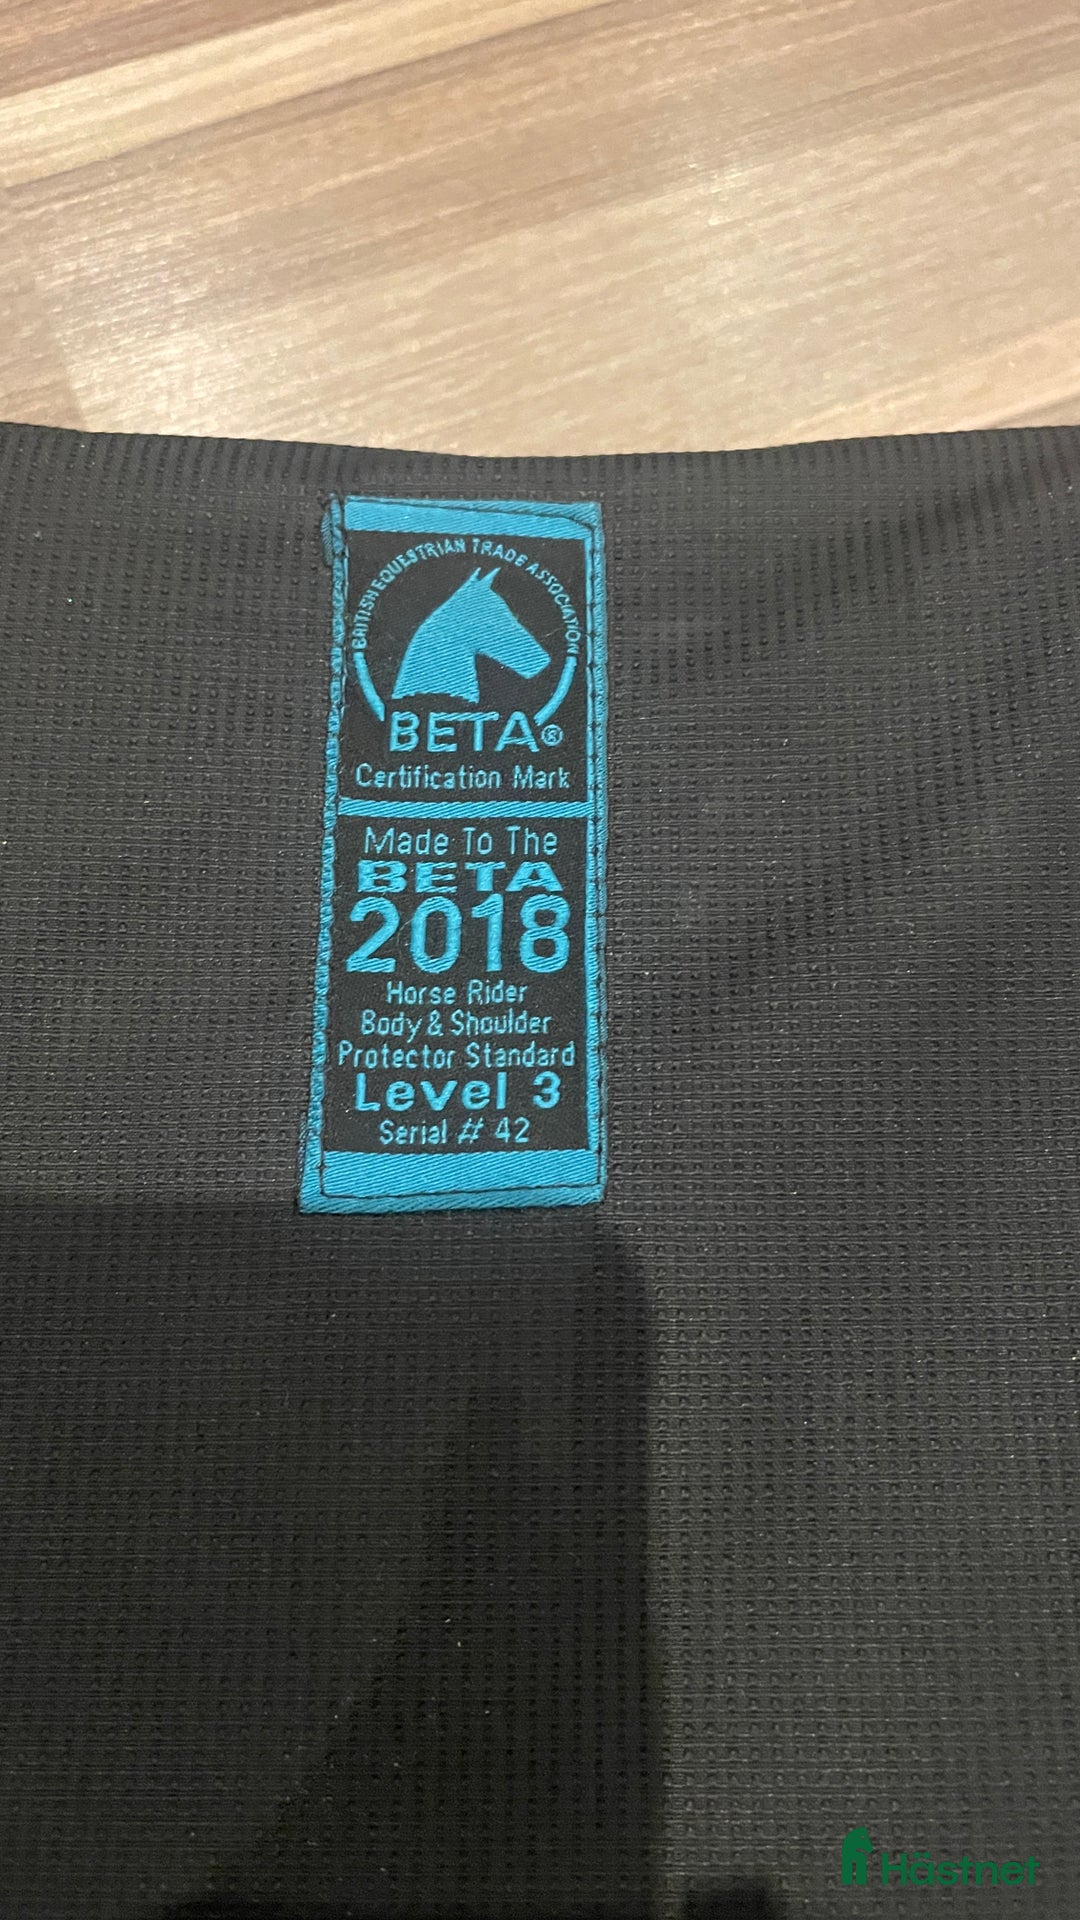 BRITISH EQUESTRIAN TRADE ASSOCIATION
BETA®
Certification Mark
Made To The
BETA
2018
Horse Rider
Body & Shoulder
Protector Standard
Level 3
Serial # 42
Hästnet